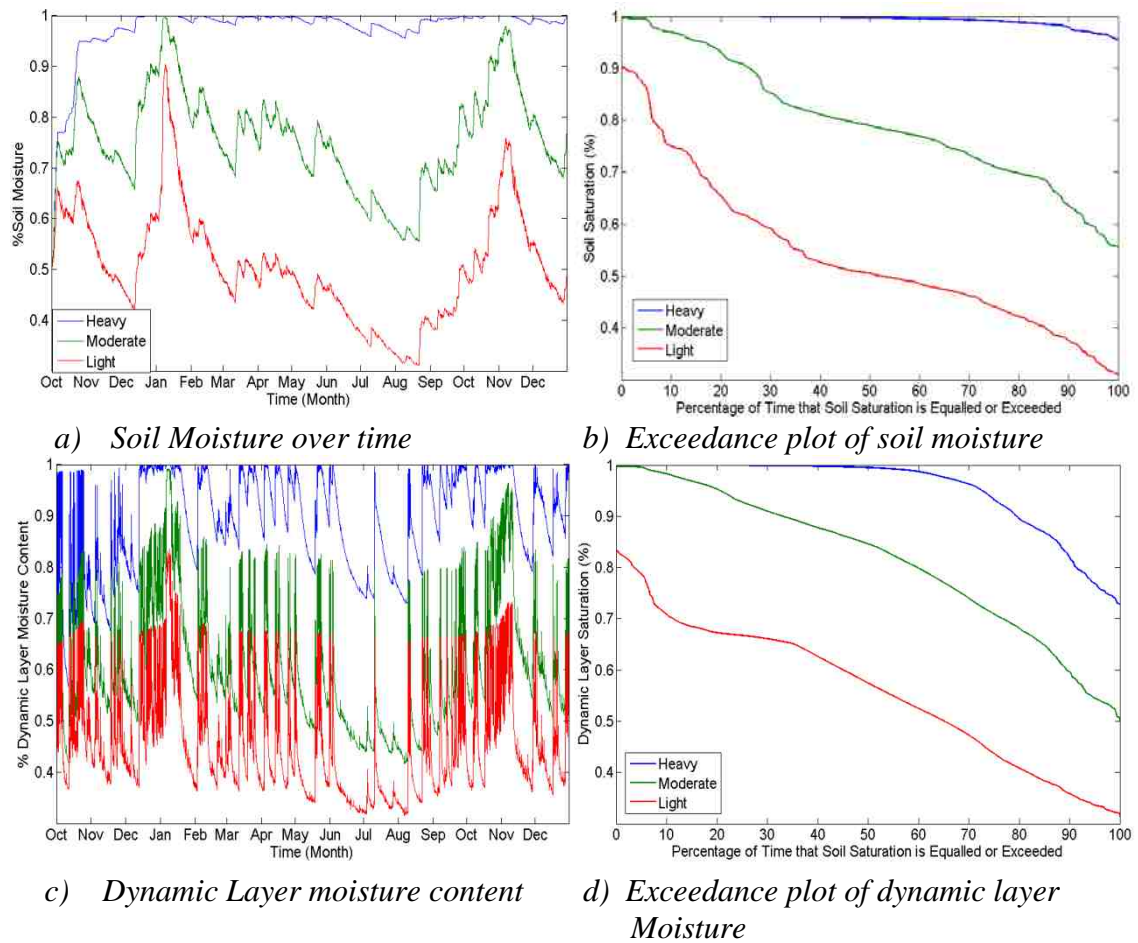 %Soil Moisture
1
0.9
0.8
0.7
0.6
0.5
0.4
Heavy
Moderate
Light
Oct Nov Dec Jan Feb Mar Apr May Jun Jul Aug Sep Oct Nov Dec
Time (Month)
Soil Saturation (%)
1
0.9
0.8
0.7
0.6
0.5
0.4
Heavy
Moderate
Light
0 10 20 30 40 50 60 70 80 90 100
Percentage of Time that Soil Saturation is Equalled or Exceeded
a) Soil Moisture over time
b) Exceedance plot of soil moisture
% Dynamic Layer Moisture Content
1
0.9
0.8
0.7
0.6
0.5
0.4
Oct Nov Dec Jan Feb Mar Apr May Jun Jul Aug Sep Oct Nov Dec
Time (Month)
Dynamic Layer Saturation (%)
1
0.9
0.8
0.7
0.6
0.5
0.4
Heavy
Moderate
Light
0 10 20 30 40 50 60 70 80 90 100
Percentage of Time that Soil Saturation is Equalled or Exceeded
c) Dynamic Layer moisture content
d) Exceedance plot of dynamic layer
Moisture